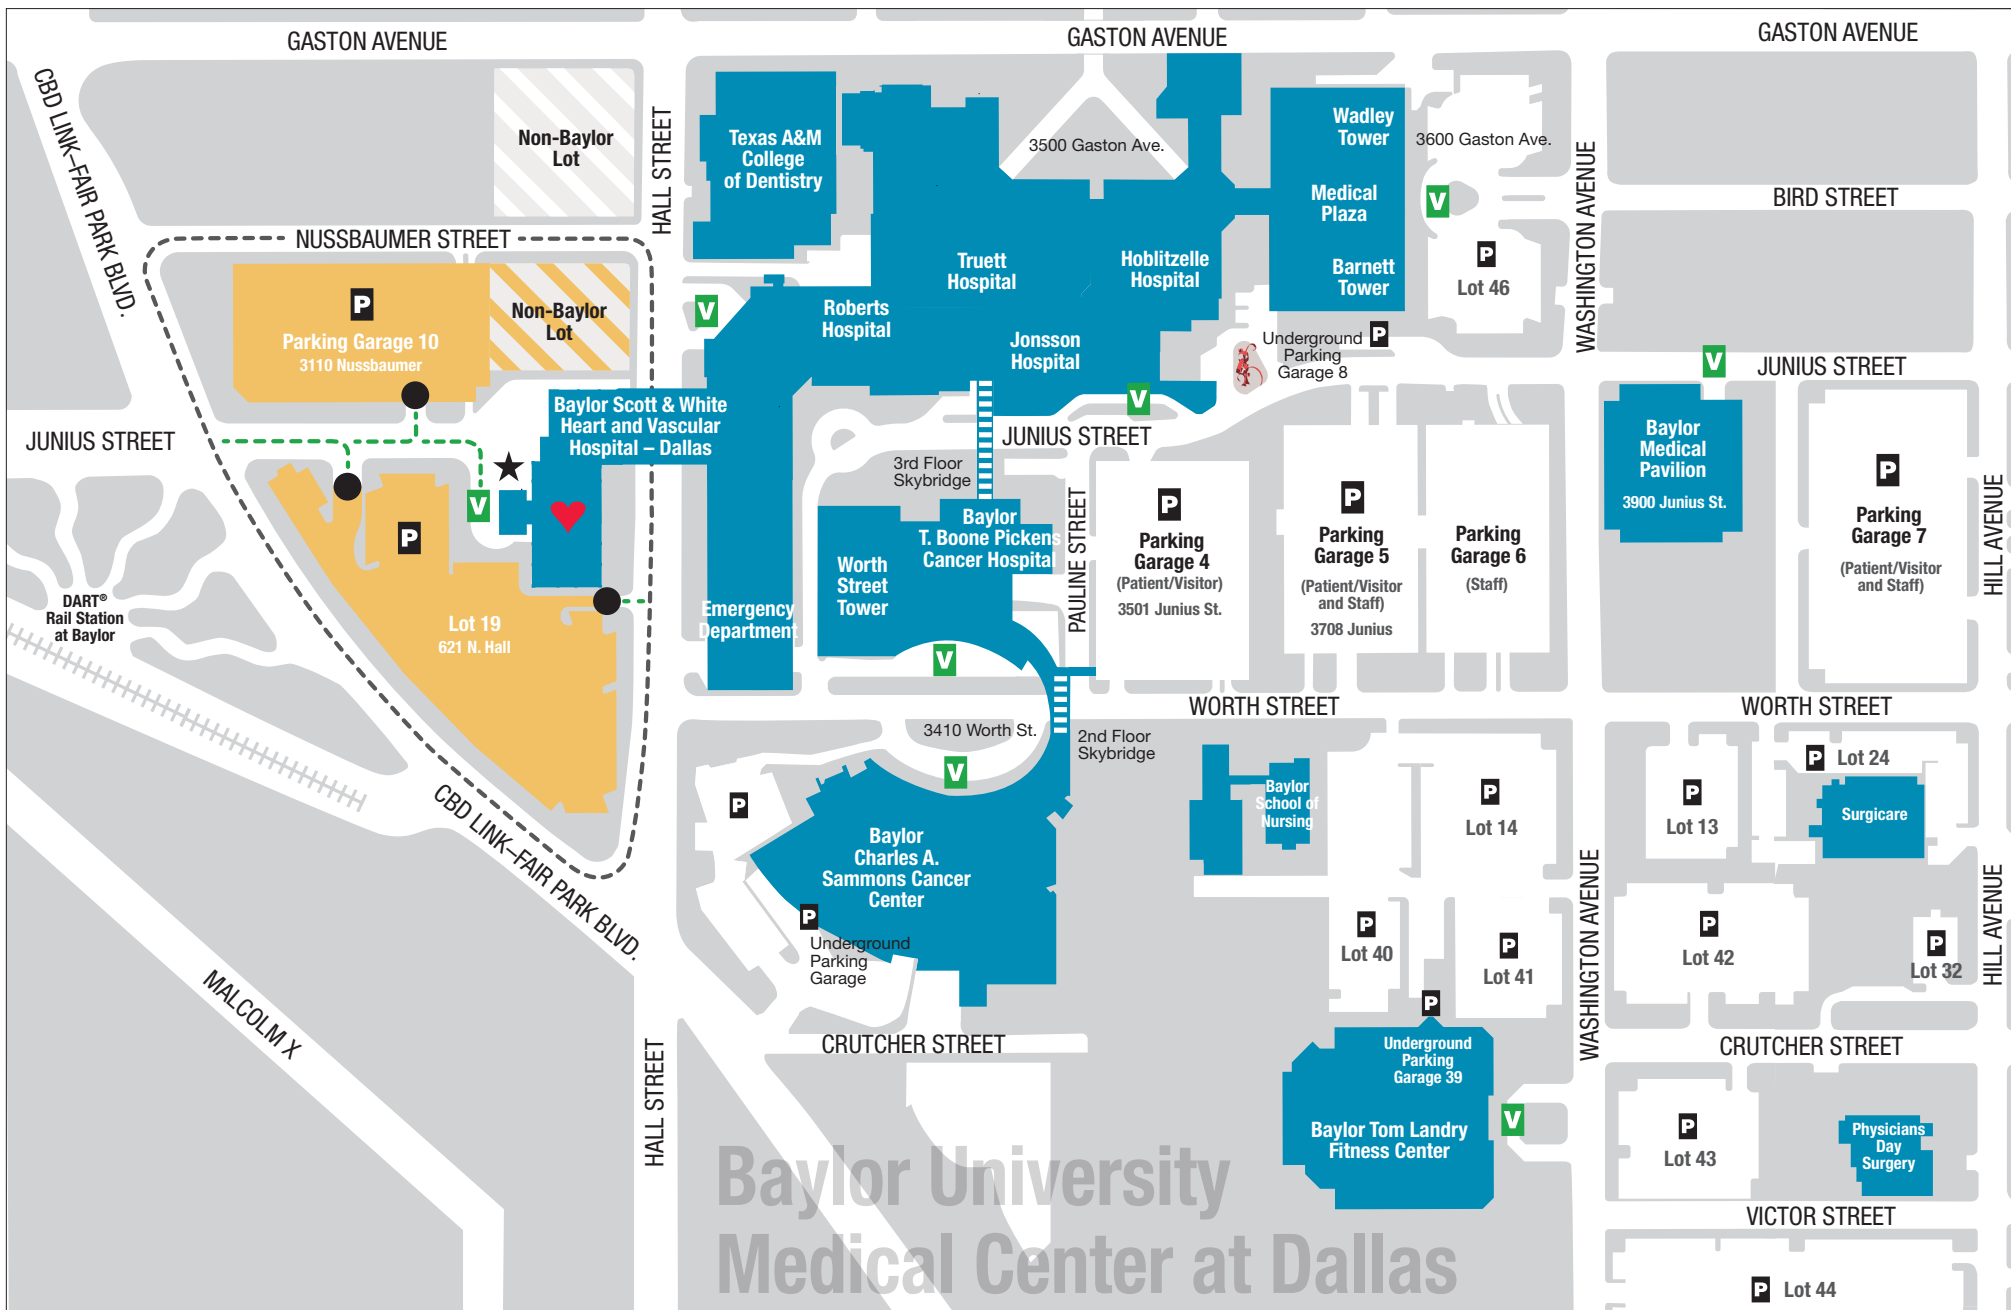 GASTON AVENUE
GASTON AVENUE
GASTON AVENUE
CBD LINK–FAIR PARK BLVD.
Non-Baylor
Lot
HALL STREET
Texas A&M
College
of Dentistry
3500 Gaston Ave.
Wadley
Tower
Medical
Plaza
Barnett
Tower
3600 Gaston Ave.
V
P
Lot 46
WASHINGTON AVENUE
BIRD STREET
NUSSBAUMER STREET
P
Parking Garage 10
3110 Nussbaumer
Non-Baylor
Lot
V
Truett
Hospital
Hoblitzelle
Hospital
Roberts
Hospital
Jonsson
Hospital
Underground
Parking
Garage 8
P
V
JUNIUS STREET
JUNIUS STREET
Baylor Scott & White
Heart and Vascular
Hospital – Dallas
V
JUNIUS STREET
3rd Floor
Skybridge
V
P
Lot 19
621 N. Hall
DART®
Rail Station
at Baylor
Emergency
Department
Worth
Street
Tower
Baylor
T. Boone Pickens
Cancer Hospital
PAULINE STREET
P
Parking
Garage 4
(Patient/Visitor)
3501 Junius St.
P
Parking
Garage 5
(Patient/Visitor
and Staff)
3708 Junius
Parking
Garage 6
(Staff)
Baylor
Medical
Pavilion
3900 Junius St.
P
Parking
Garage 7
(Patient/Visitor
and Staff)
HILL AVENUE
V
WORTH STREET
WORTH STREET
3410 Worth St.
V
2nd Floor
Skybridge
CBD LINK–FAIR PARK BLVD.
P
Baylor
Charles A.
Sammons Cancer
Center
P
Underground
Parking
Garage
Baylor
School of
Nursing
P
Lot 14
P
Lot 13
P Lot 24
Surgicare
P
Lot 40
P
Lot 41
WASHINGTON AVENUE
P
Lot 42
P
Lot 32
HILL AVENUE
MALCOLM X
HALL STREET
CRUTCHER STREET
P
Underground
Parking
Garage 39
Baylor Tom Landry
Fitness Center
V
CRUTCHER STREET
P
Lot 43
Physicians
Day
Surgery
VICTOR STREET
P Lot 44
Baylor University
Medical Center at Dallas